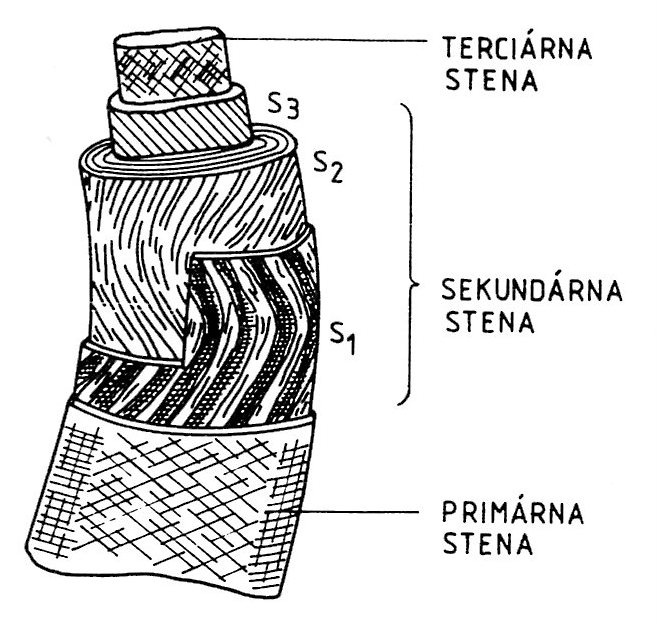 TERCIÁRNA
STENA
S3
S2
SEKUNDÁRNA
STENA
S1
PRIMÁRNA
STENA